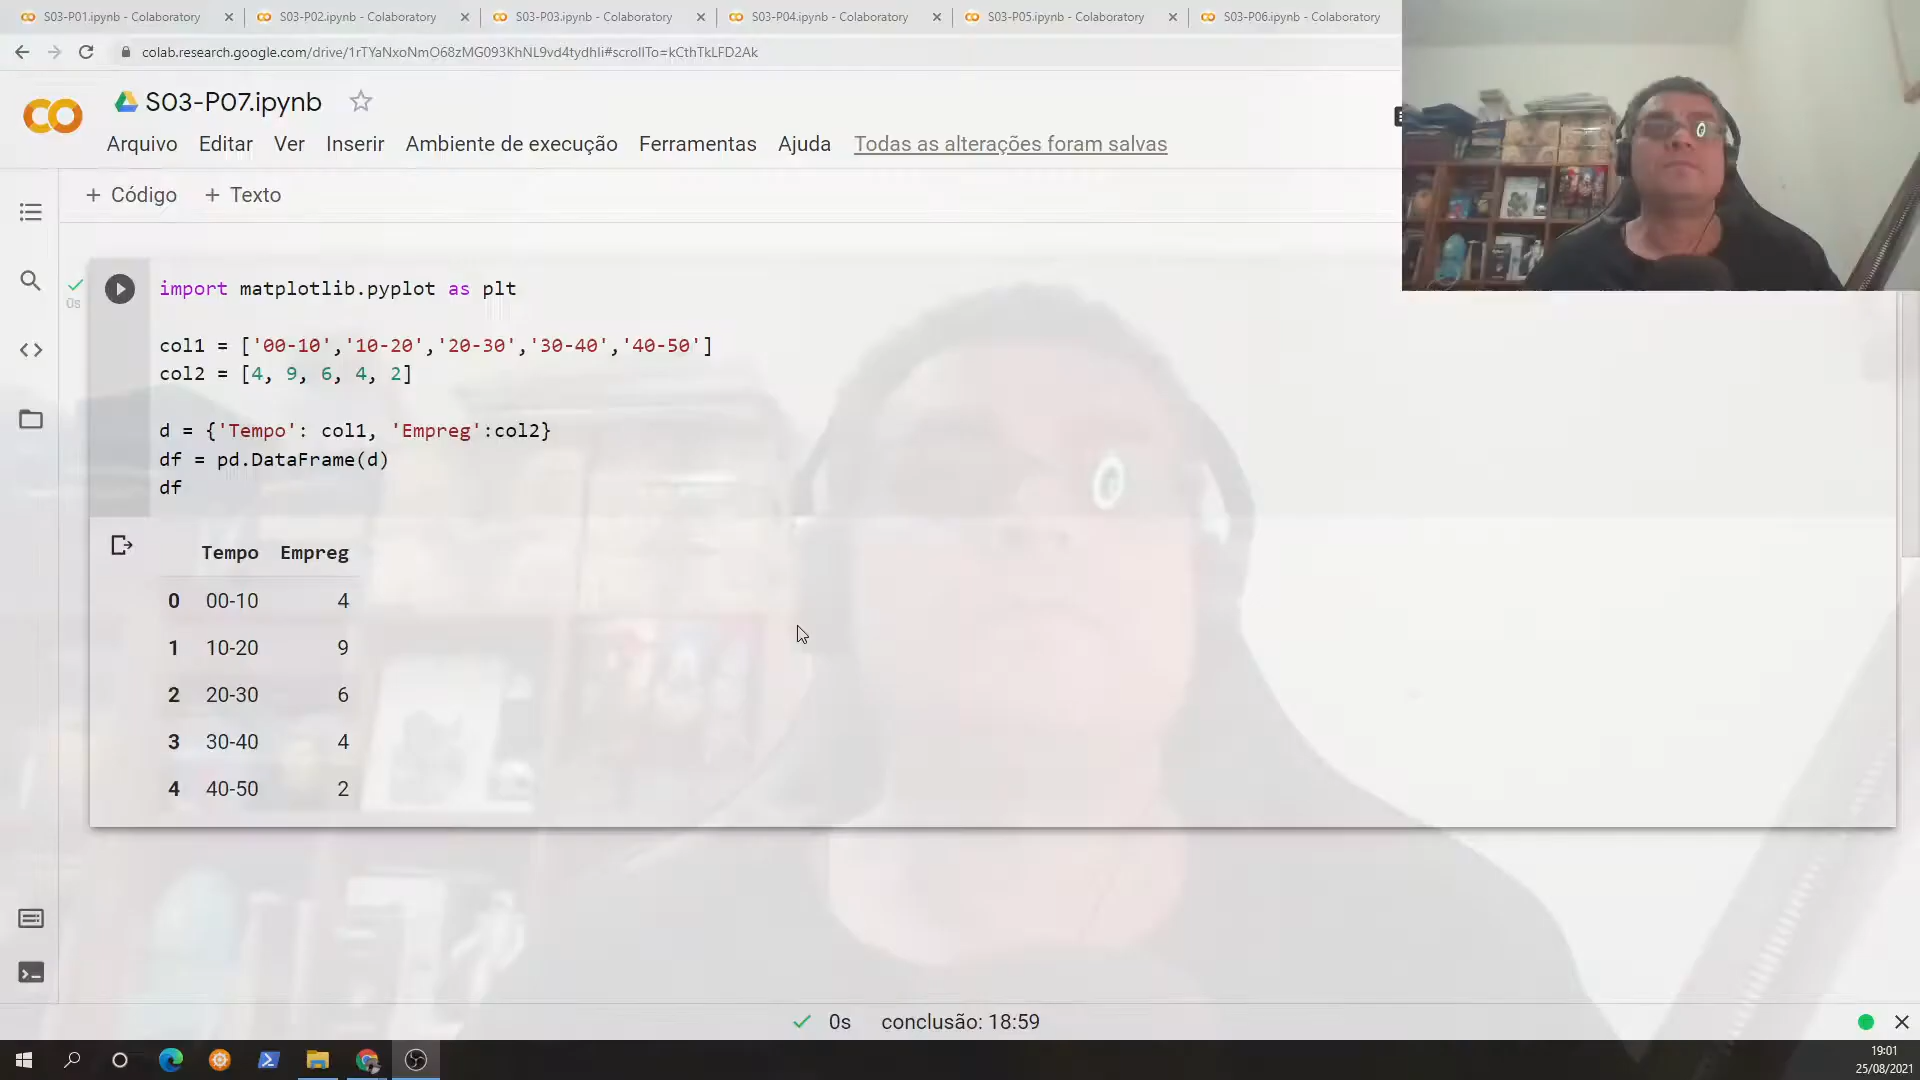 S03-P01.ipynb - Colaboratory
S03-P02.ipynb - Colaboratory
S03-P03.ipynb - Colaboratory
S03-P04.ipynb - Colaboratory
S03-P05.ipynb - Colaboratory
S03-P06.ipynb - Colaboratory
colab.research.google.com/drive/1rTYaNxoNmO68zMG093KhNL9vd4tydhIi#scrollTo=kCthTkLFD2Ak
S03-P07.ipynb
Arquivo Editar Ver Inserir Ambiente de execução Ferramentas Ajuda Todas as alterações foram salvas
+ Código + Texto
0s
import matplotlib.pyplot as plt
col1 = ['00-10','10-20','20-30','30-40','40-50']
col2 = [4, 9, 6, 4, 2]
d = {'Tempo': col1, 'Empreg':col2}
df = pd.DataFrame(d)
df
Tempo Empreg
0 00-10 4
1 10-20 9
2 20-30 6
3 30-40 4
4 40-50 2
0s conclusão: 18:59
19:01
25/08/2021